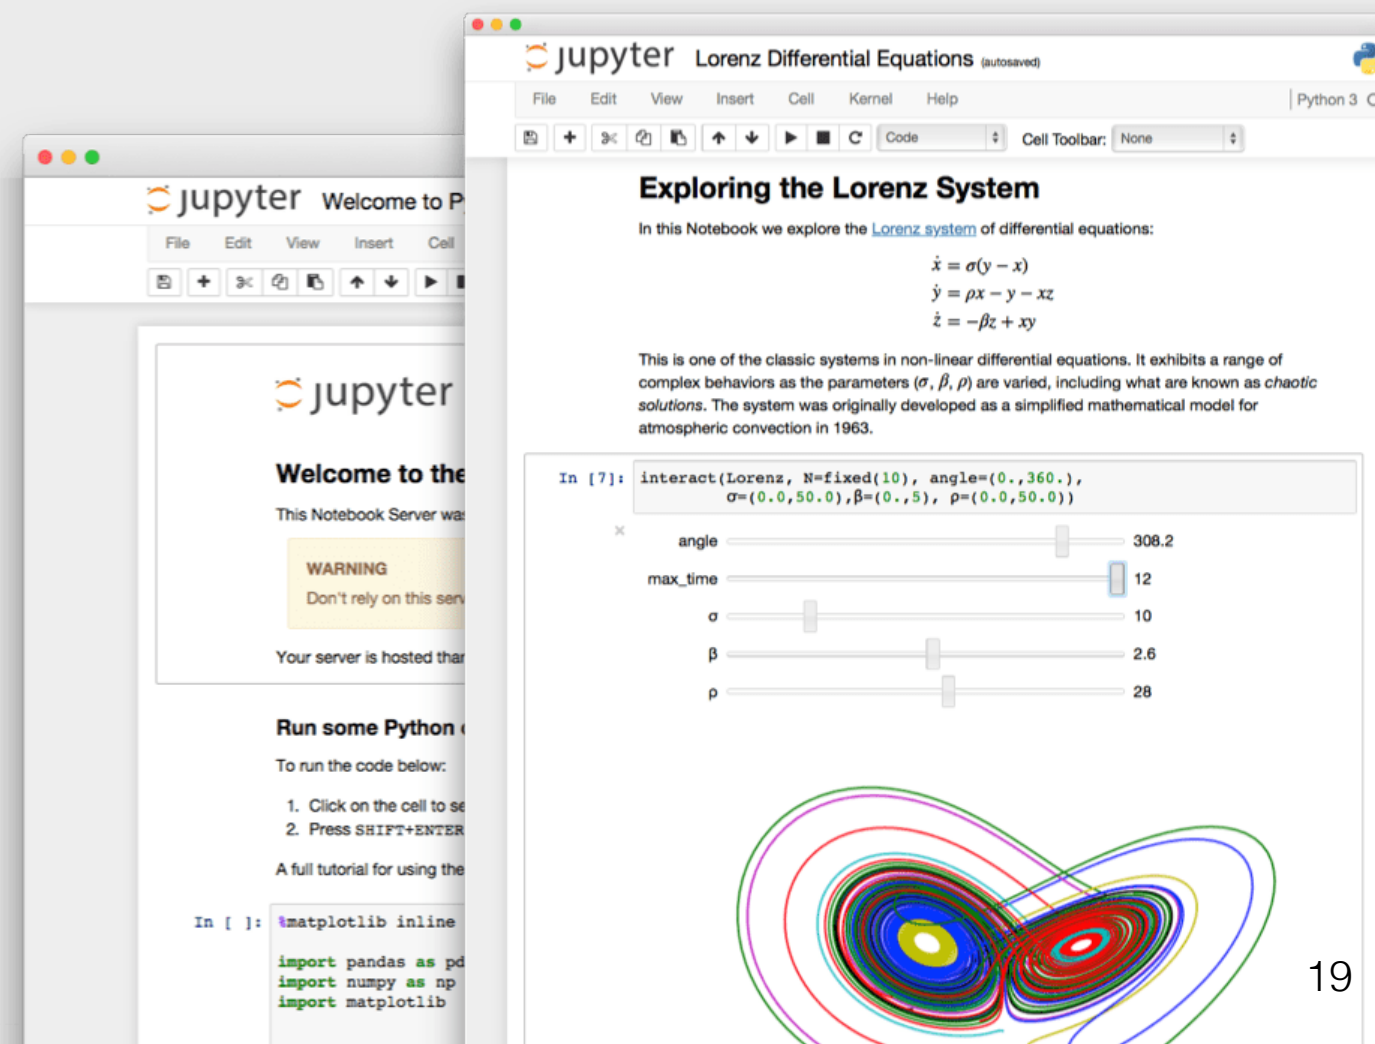 jupyter Welcome to P
File Edit View Insert Cell
jupyter
Welcome to the
This Notebook Server was
WARNING
Don't rely on this serv
Your server is hosted than
Run some Python
To run the code below:
1. Click on the cell to se
2. Press SHIFT+ENTER
A full tutorial for using the
In [ ]: %matplotlib inline
import pandas as pd
import numpy as np
import matplotlib
jupyter Lorenz Differential Equations (autosaved)
File Edit View Insert Cell Kernel Help Python 3
Code Cell Toolbar: None
Exploring the Lorenz System
In this Notebook we explore the Lorenz system of differential equations:
ẋ = σ(y − x)
ẏ = ρx − y − xz
ż = −βz + xy
This is one of the classic systems in non-linear differential equations. It exhibits a range of
complex behaviors as the parameters (σ, β, ρ) are varied, including what are known as chaotic
solutions. The system was originally developed as a simplified mathematical model for
atmospheric convection in 1963.
In [7]: interact(Lorenz, N=fixed(10), angle=(0.,360.),
σ=(0.0,50.0),β=(0.,5), ρ=(0.0,50.0))
angle 308.2
max_time 12
σ 10
β 2.6
ρ 28
19